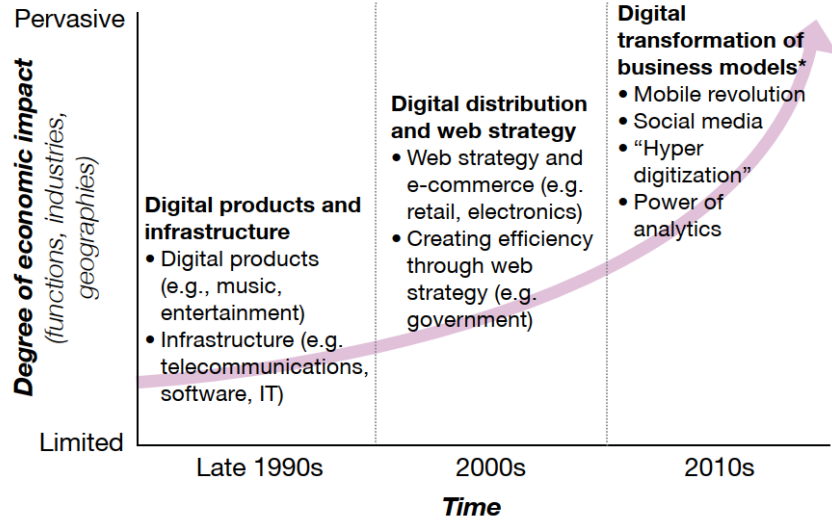 Pervasive
Degree of economic impact
(functions, industries,
geographies)
Limited
Digital products and
infrastructure
• Digital products
(e.g., music,
entertainment)
• Infrastructure (e.g.
telecommunications,
software, IT)
Digital distribution
and web strategy
• Web strategy and
e-commerce (e.g.
retail, electronics)
• Creating efficiency
through web
strategy (e.g.
government)
Digital
transformation of
business models*
• Mobile revolution
• Social media
• “Hyper
digitization”
• Power of
analytics
Late 1990s
2000s
2010s
Time